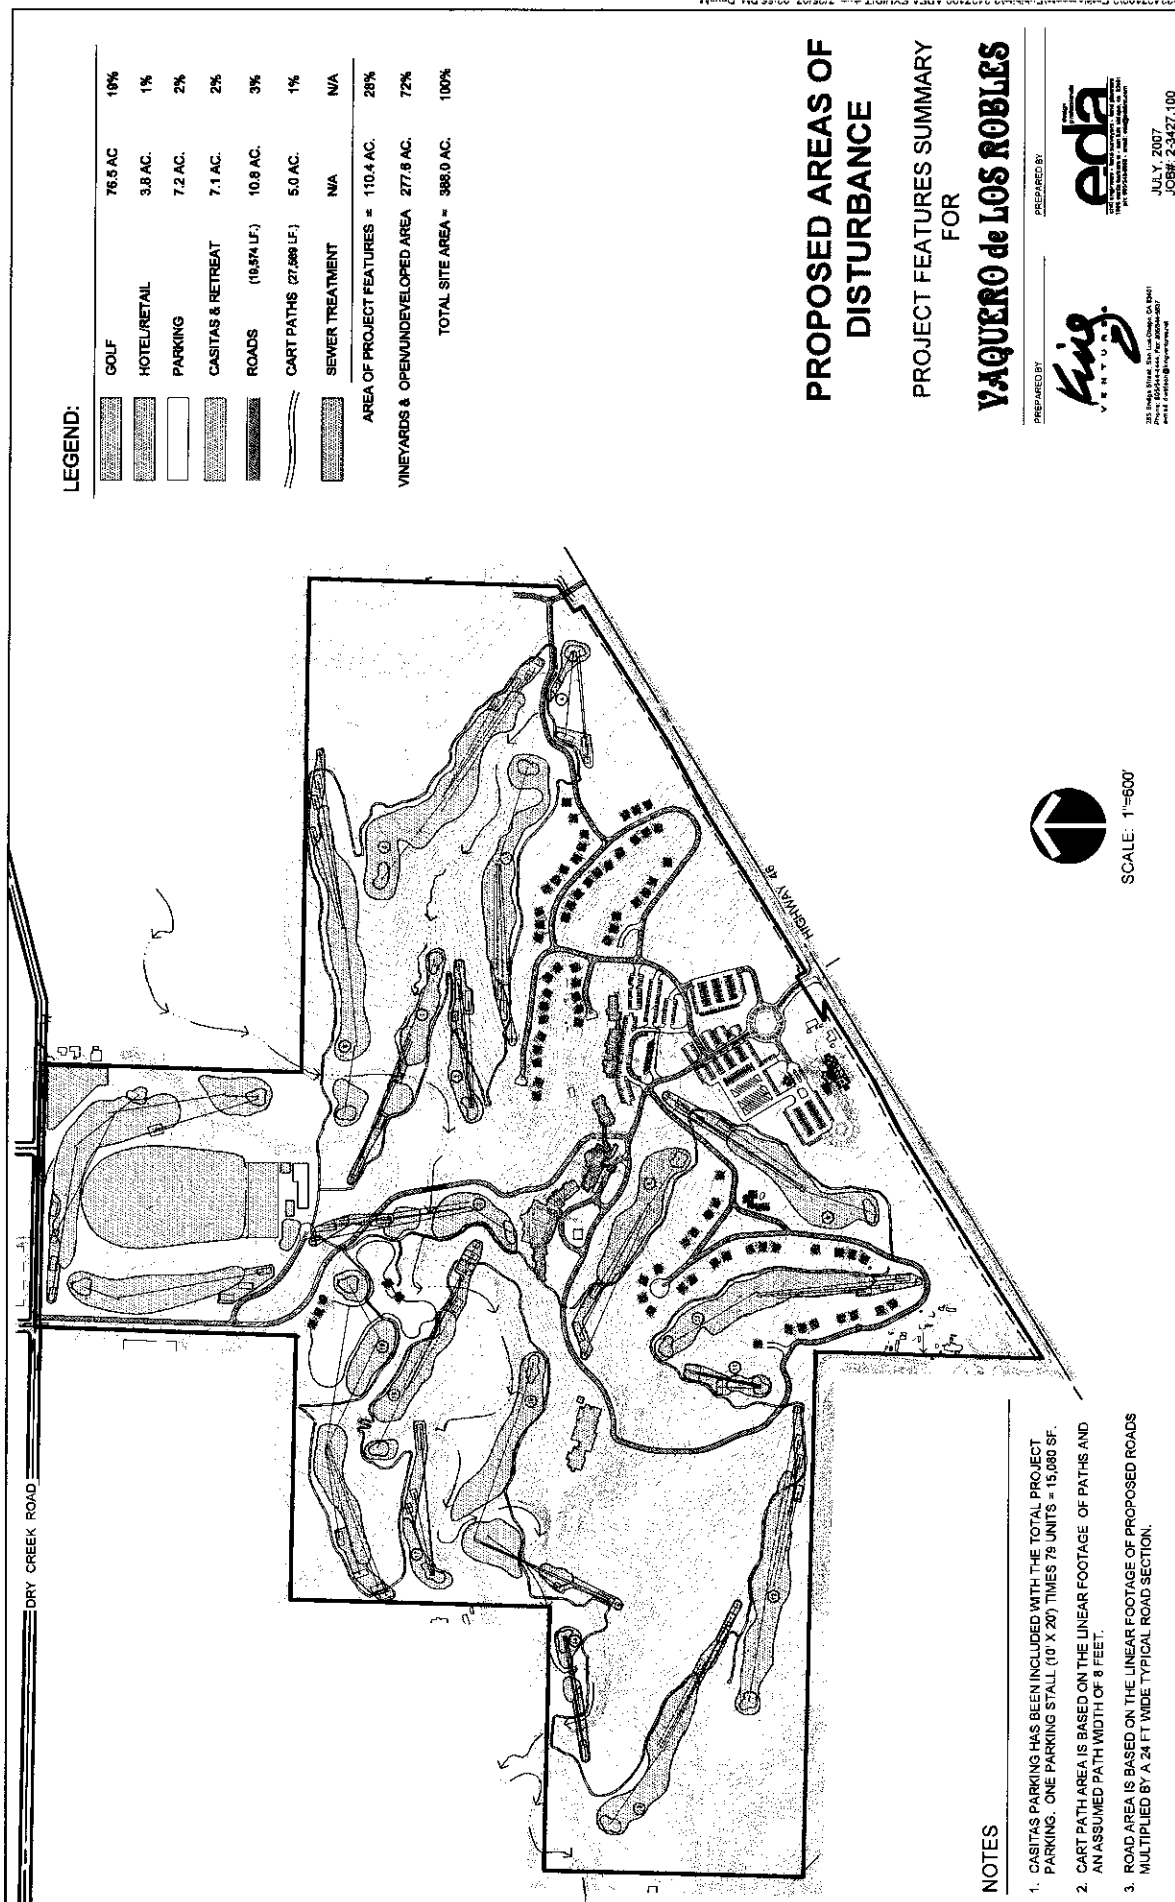 DRY CREEK ROAD
HIGHWAY 46
LEGEND:
GOLF 76.5 AC 19%
HOTEL/RETAIL 3.8 AC. 1%
PARKING 7.2 AC. 2%
CASITAS & RETREAT 7.1 AC. 2%
ROADS (19,574 LF.) 10.8 AC. 3%
CART PATHS (27,689 LF.) 5.0 AC. 1%
SEWER TREATMENT N/A N/A
AREA OF PROJECT FEATURES = 110.4 AC. 28%
VINEYARDS & OPEN/UNDEVELOPED AREA 277.6 AC. 72%
TOTAL SITE AREA = 388.0 AC. 100%
NOTES
1. CASITAS PARKING HAS BEEN INCLUDED WITH THE TOTAL PROJECT
PARKING. ONE PARKING STALL (10' X 20') TIMES 79 UNITS = 15,080 SF.
2. CART PATH AREA IS BASED ON THE LINEAR FOOTAGE OF PATHS AND
AN ASSUMED PATH WIDTH OF 8 FEET.
3. ROAD AREA IS BASED ON THE LINEAR FOOTAGE OF PROPOSED ROADS
MULTIPLIED BY A 24 FT WIDE TYPICAL ROAD SECTION.
SCALE: 1"=600'
PROPOSED AREAS OF
DISTURBANCE
PROJECT FEATURES SUMMARY
FOR
VAQUERO de LOS ROBLES
PREPARED BY
King
VENTURES
PREPARED BY
eda
JULY, 2007
JOB#: 2-3427.100